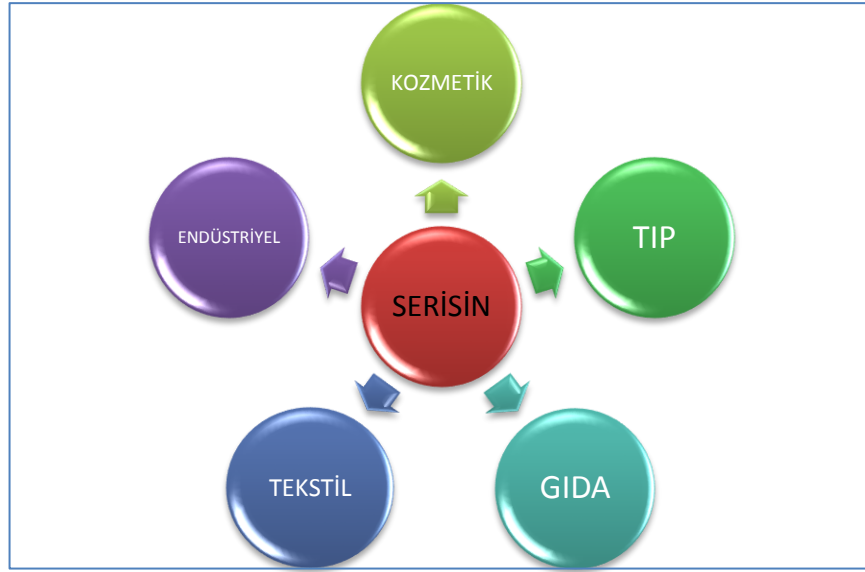 KOZMETİK
ENDÜSTRİYEL
TIP
SERİSİN
TEKSTİL
GIDA